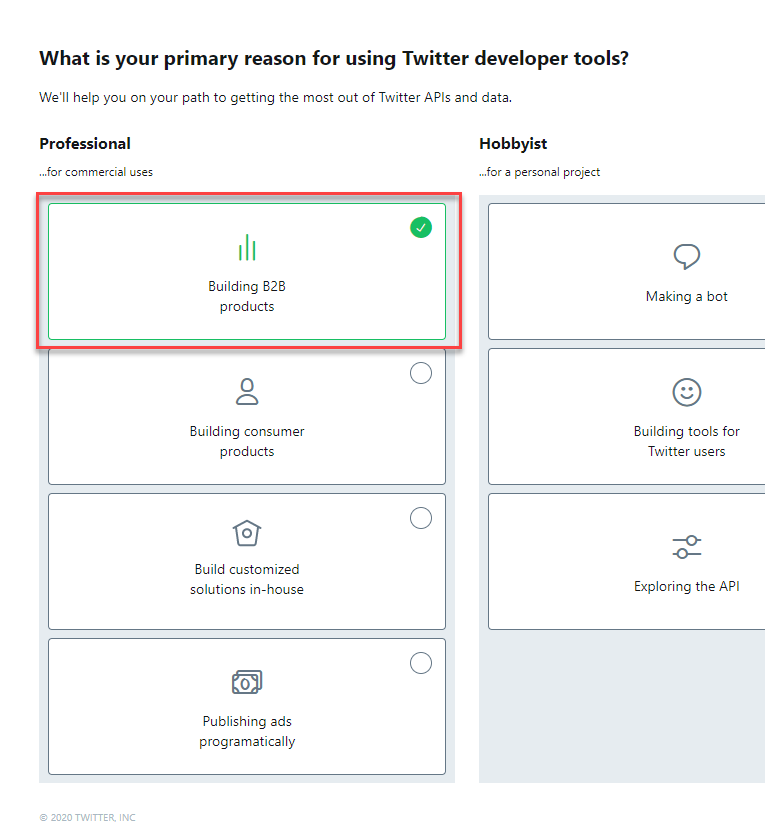 What is your primary reason for using Twitter developer tools?
We'll help you on your path to getting the most out of Twitter APIs and data.
Professional
...for commercial uses
Building B2B
products
Building consumer
products
Build customized
solutions in-house
Publishing ads
programatically
Hobbyist
...for a personal project
Making a bot
Building tools for
Twitter users
Exploring the API
© 2020 TWITTER, INC